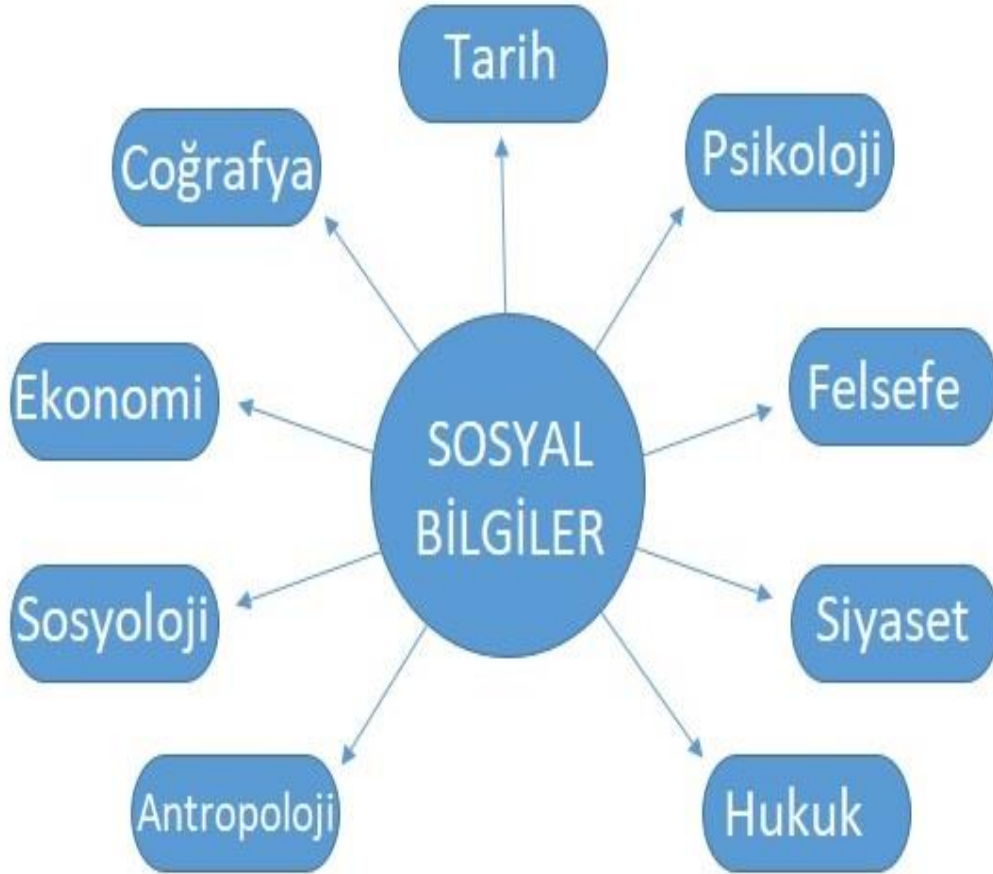 Tarih
Coğrafya
Psikoloji
Ekonomi
Felsefe
SOSYAL
BİLGİLER
Sosyoloji
Siyaset
Antropoloji
Hukuk